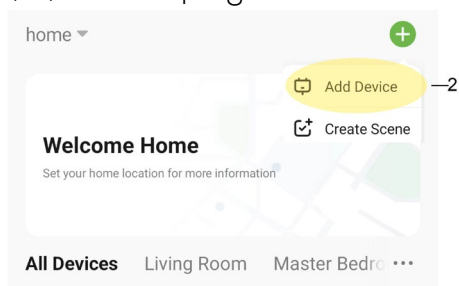 home
Add Device
2
Create Scene
Welcome Home
Set your home location for more information
All Devices Living Room Master Bedro ...